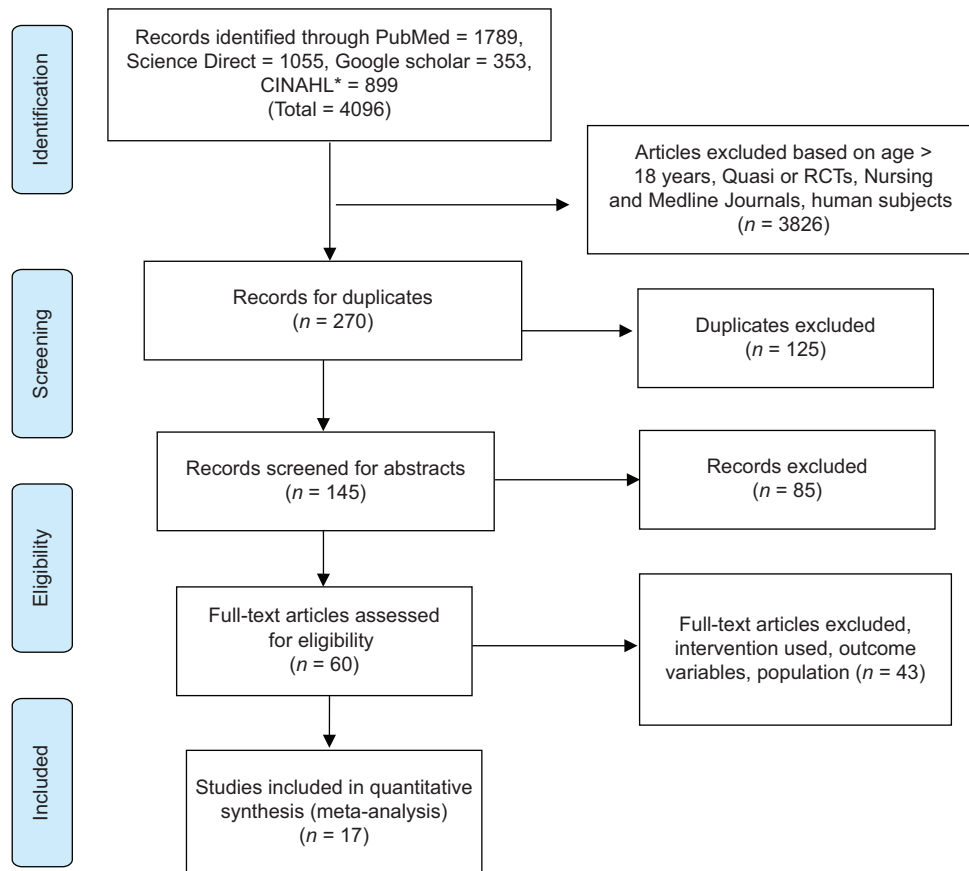 Identification
Records identified through PubMed = 1789,
Science Direct = 1055, Google scholar = 353,
CINAHL* = 899
(Total = 4096)
Articles excluded based on age >
18 years, Quasi or RCTs, Nursing
and Medline Journals, human subjects
(n = 3826)
Screening
Records for duplicates
(n = 270)
Duplicates excluded
(n = 125)
Records screened for abstracts
(n = 145)
Records excluded
(n = 85)
Eligibility
Full-text articles assessed
for eligibility
(n = 60)
Full-text articles excluded,
intervention used, outcome
variables, population (n = 43)
Included
Studies included in quantitative
synthesis (meta-analysis)
(n = 17)